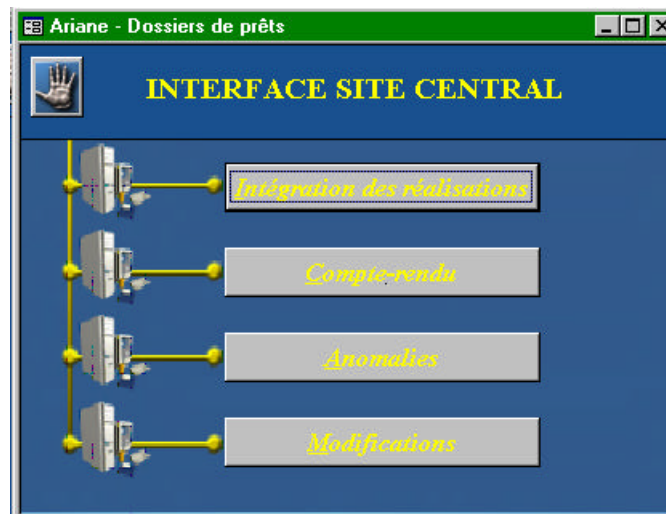 Ariane - Dossiers de prêts
INTERFACE SITE CENTRAL
Intégration des réalisations
Compte-rendu
Anomalies
Modifications